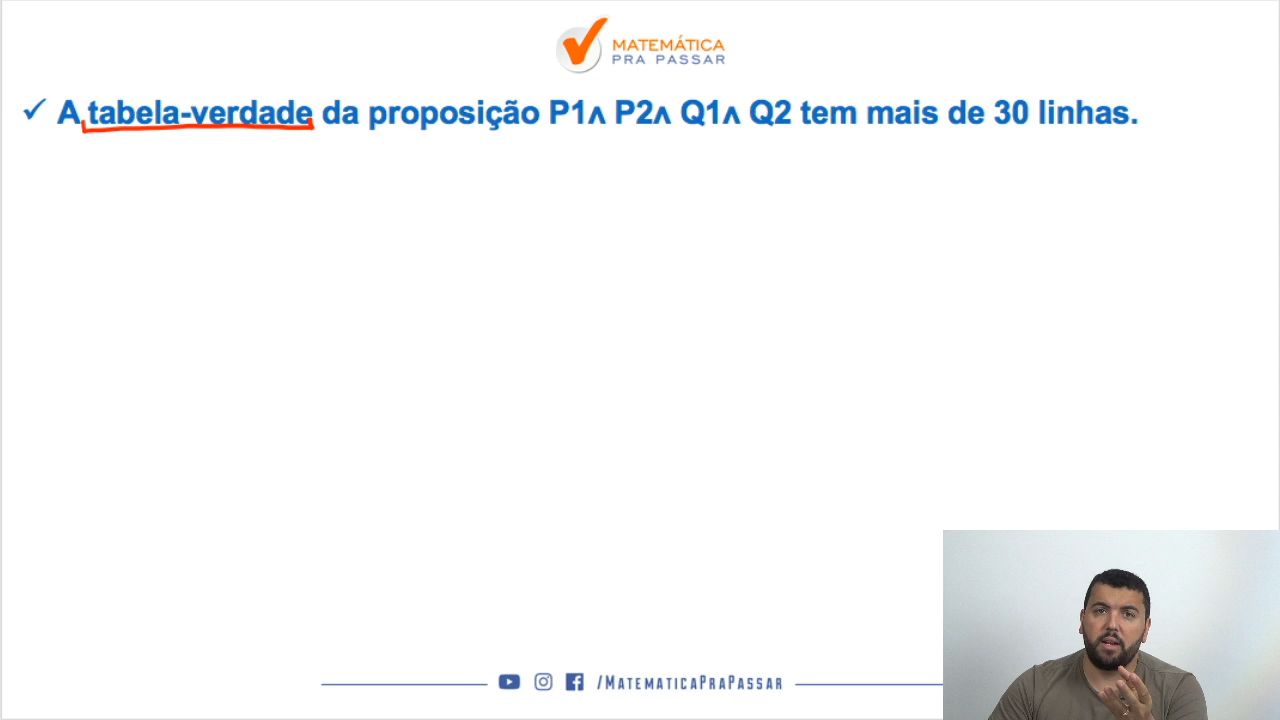 MATEMÁTICA
PRA PASSAR
✓ A tabela-verdade da proposição P1∧ P2∧ Q1∧ Q2 tem mais de 30 linhas.
/MATEMATICAPRAPASSAR